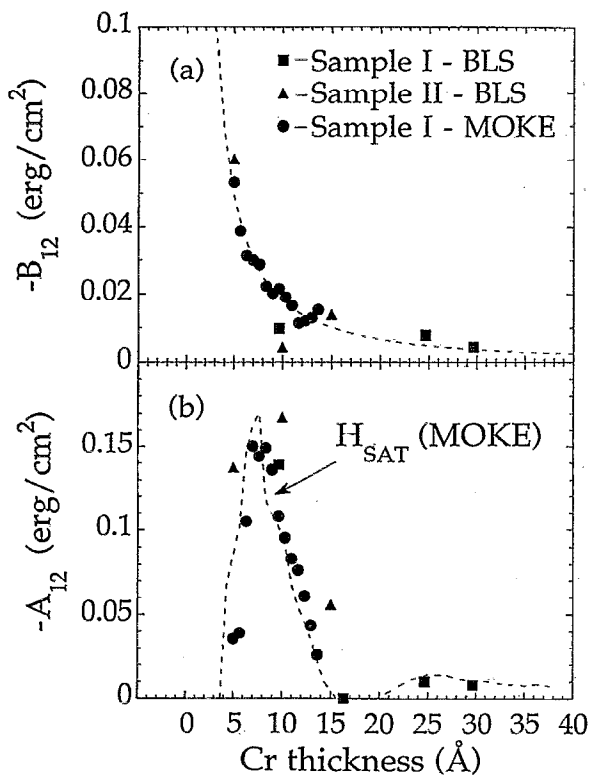 0.1
(a)
■-Sample I - BLS
▲-Sample II - BLS
●-Sample I - MOKE
0.08
0.06
0.04
0.02
0
-B₁₂ (erg/cm²)
(b)
H_SAT (MOKE)
0.15
0.1
0.05
0
-A₁₂ (erg/cm²)
0 5 10 15 20 25 30 35 40
Cr thickness (Å)